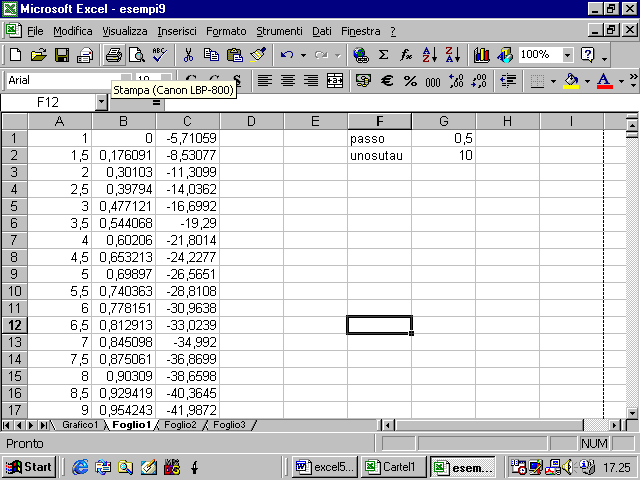 Microsoft Excel - esempi9
File Modifica Visualizza Inserisci Formato Strumenti Dati Finestra ?
ABC Σ fx 100% ?
Arial 10 G C S € % 000
Stampa (Canon LBP-800)
F12 =
A B C D E F G H I
1 1 0 -5,71059 passo 0,5
2 1,5 0,176091 -8,53077 unosutau 10
3 2 0,30103 -11,3099
4 2,5 0,39794 -14,0362
5 3 0,477121 -16,6992
6 3,5 0,544068 -19,29
7 4 0,60206 -21,8014
8 4,5 0,653213 -24,2277
9 5 0,69897 -26,5651
10 5,5 0,740363 -28,8108
11 6 0,778151 -30,9638
12 6,5 0,812913 -33,0239
13 7 0,845098 -34,992
14 7,5 0,875061 -36,8699
15 8 0,90309 -38,6598
16 8,5 0,929419 -40,3645
17 9 0,954243 -41,9872
Grafico1 Foglio1 Foglio2 Foglio3
Pronto NUM
Start excel5... Cartel1 esem... 17.25